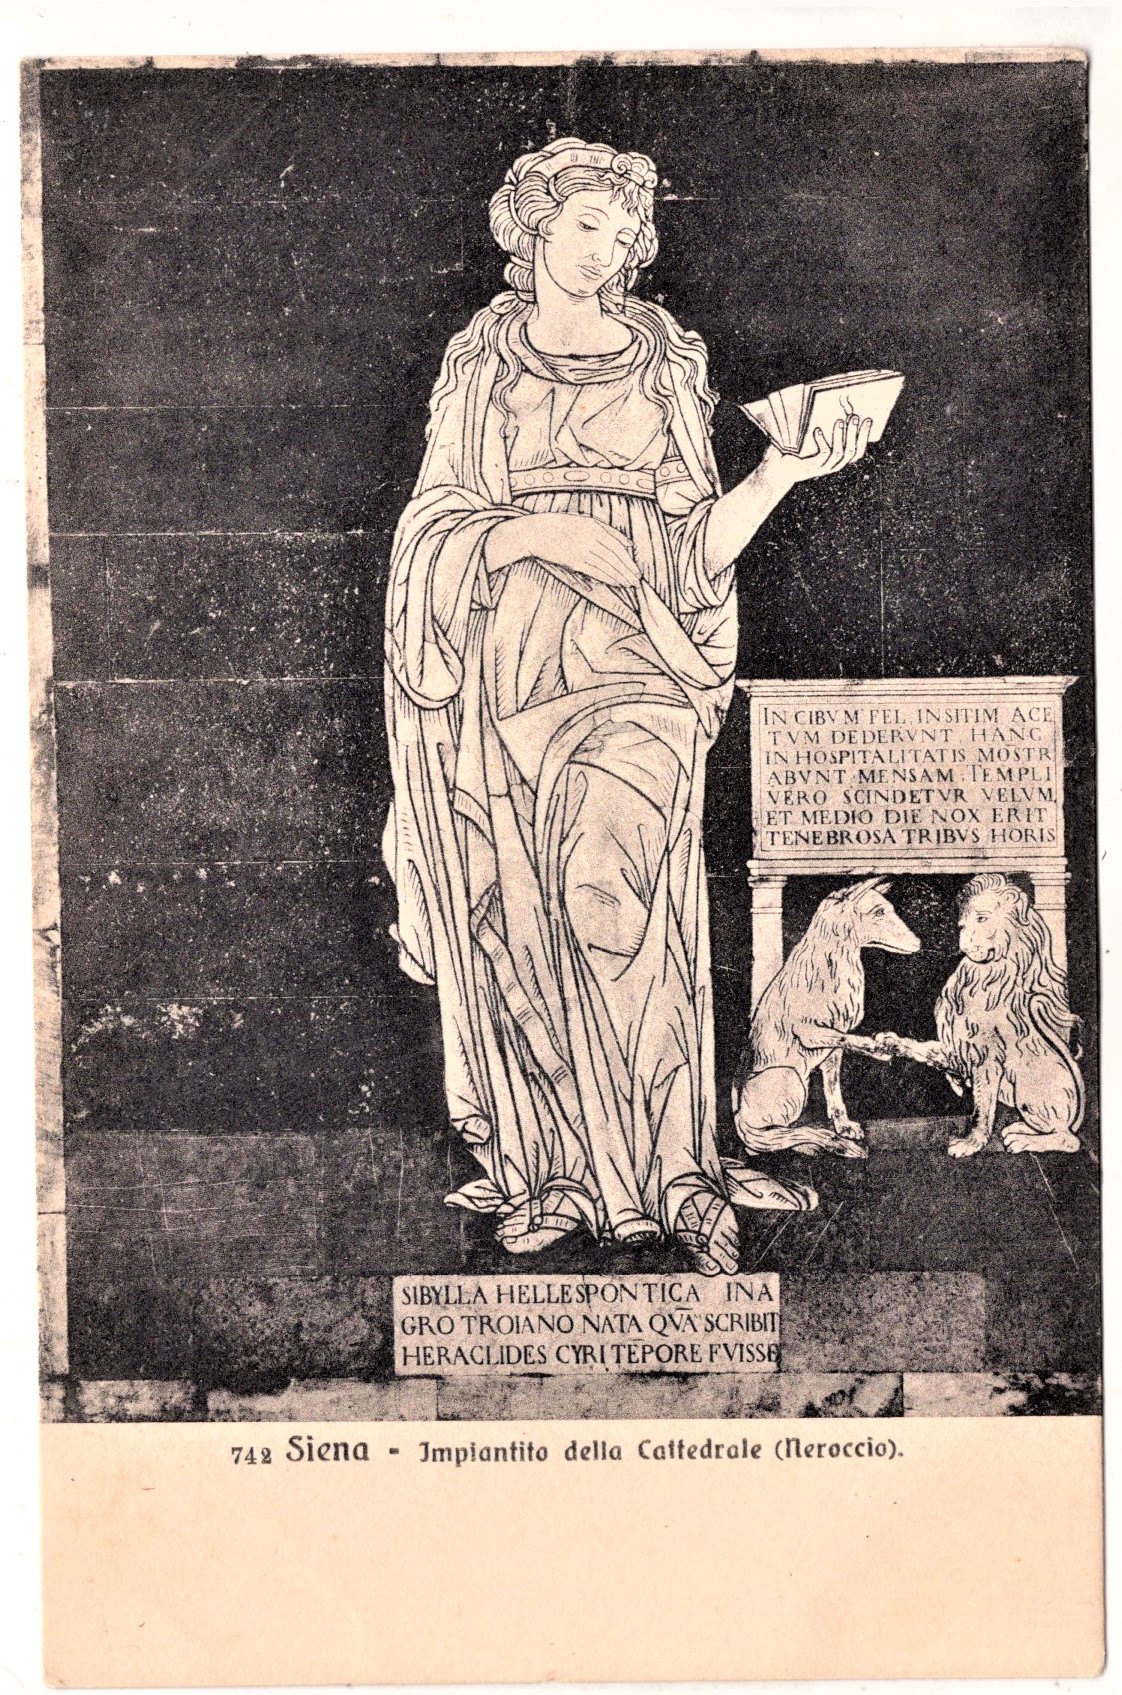 IN CIBVM FEL, INSITIM ACE
TVM DEDERVNT HANC
IN HOSPITALITATIS MOSTR
ABVNT MENSAM. TEMPLI
VERO SCINDETVR VELVM,
ET MEDIO DIE NOX ERIT
TENEBROSA TRIBVS HORIS
SIBYLLA HELLESPONTICA INA
GRO TROIANO NATA QVĀ SCRIBIT
HERACLIDES CYRI TĒPORE FVISSE
742 Siena - Impiantito della Cattedrale (Neroccio).